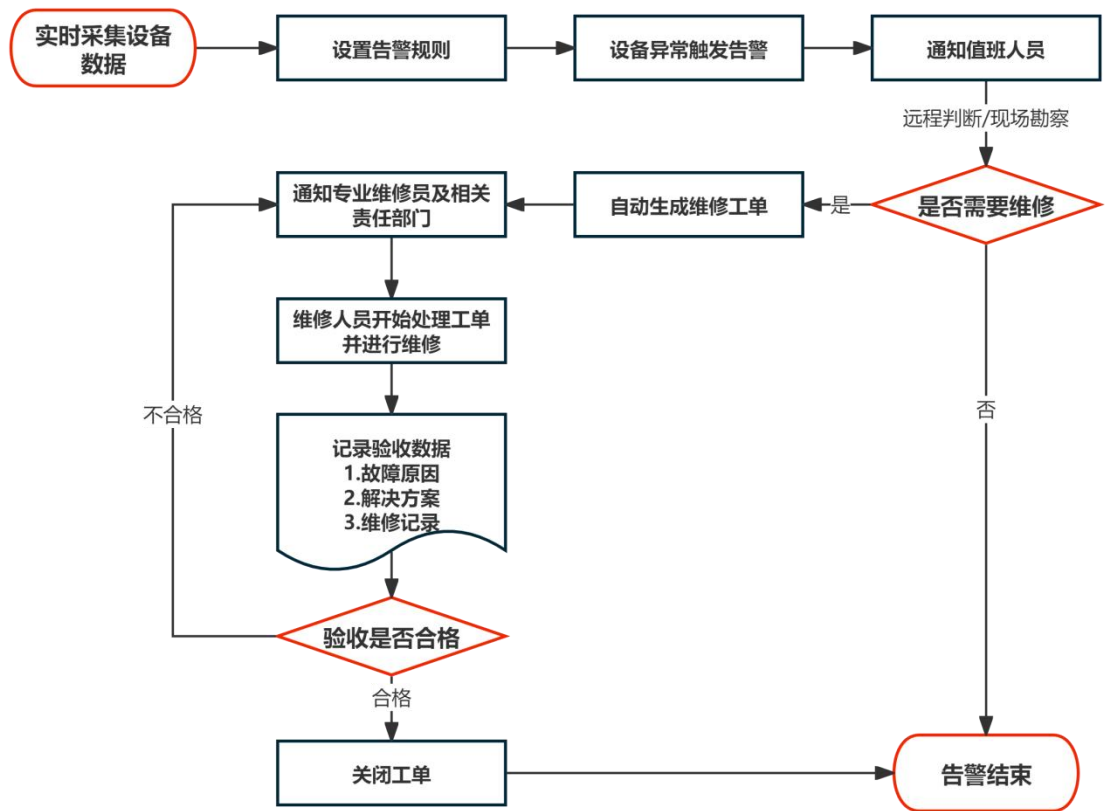 实时采集设备
数据
设置告警规则
设备异常触发告警
通知值班人员
远程判断/现场勘察
是否需要维修
是
自动生成维修工单
通知专业维修员及相关
责任部门
维修人员开始处理工单
并进行维修
不合格
否
记录验收数据
1.故障原因
2.解决方案
3.维修记录
验收是否合格
合格
关闭工单
告警结束